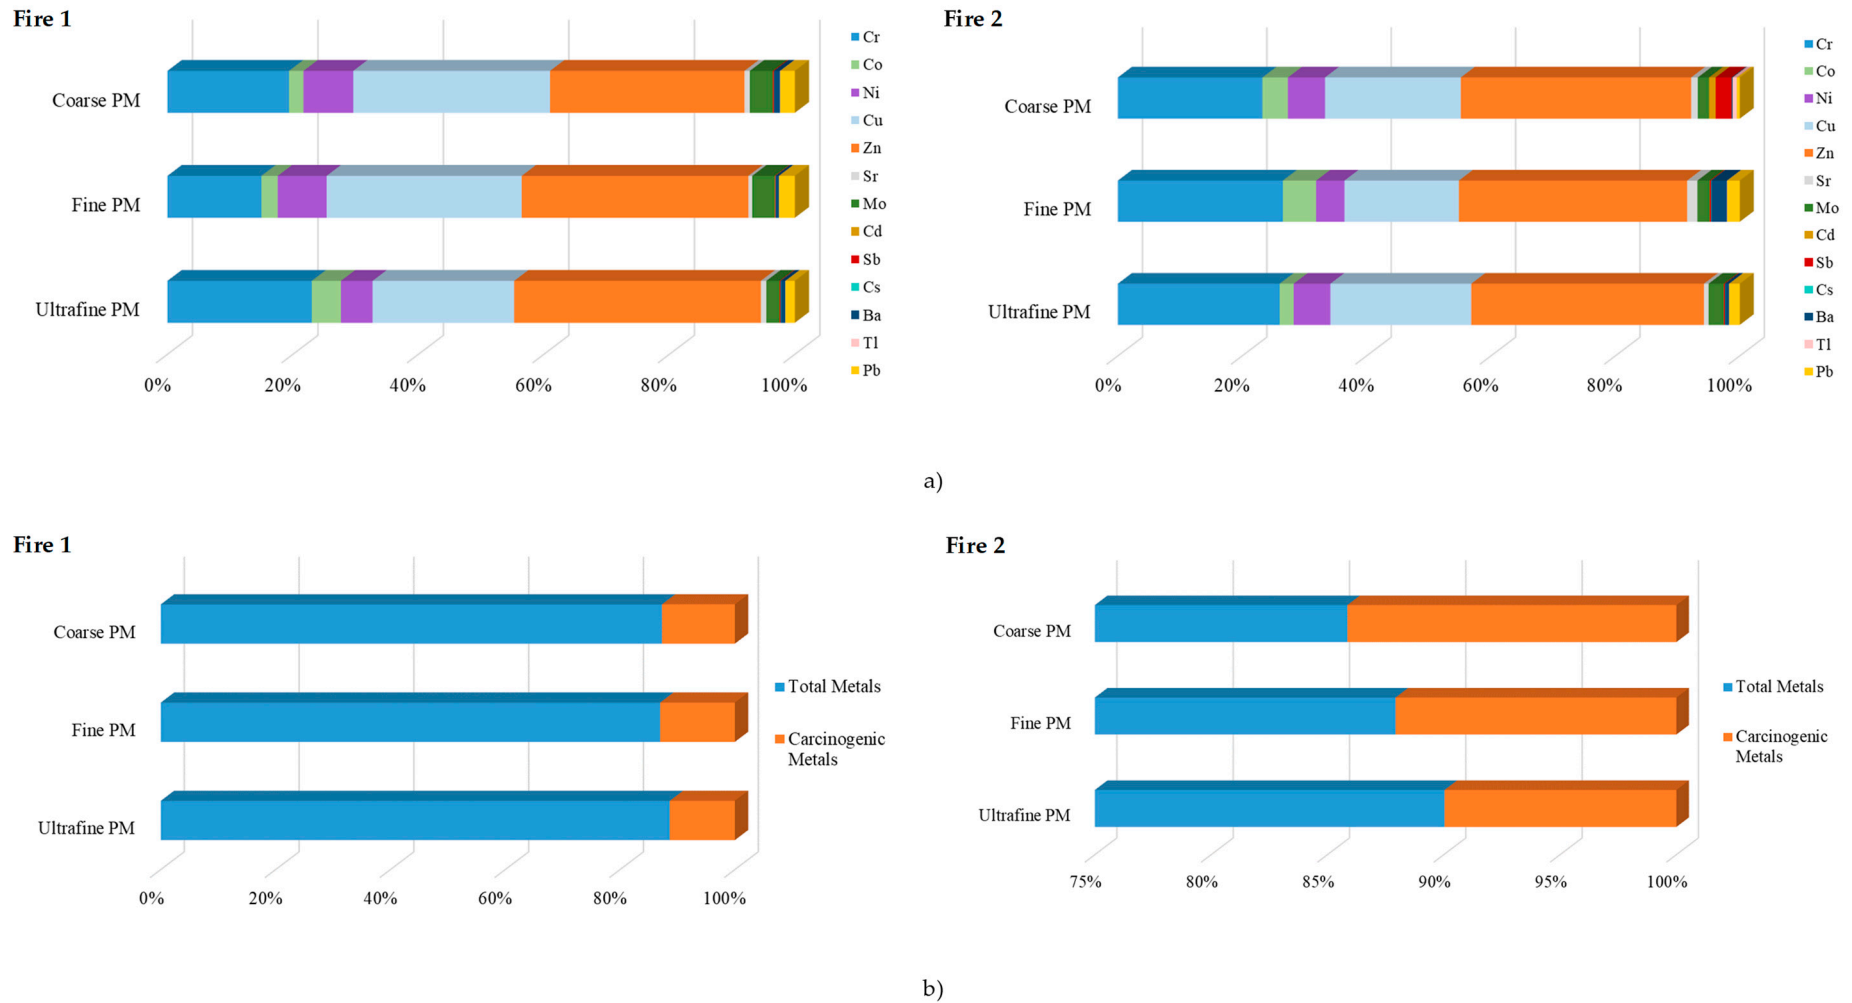 Fire 1
Coarse PM
Fine PM
Ultrafine PM
0% 20% 40% 60% 80% 100%
Cr
Co
Ni
Cu
Zn
Sr
Mo
Cd
Sb
Cs
Ba
Tl
Pb
Fire 2
Coarse PM
Fine PM
Ultrafine PM
0% 20% 40% 60% 80% 100%
Cr
Co
Ni
Cu
Zn
Sr
Mo
Cd
Sb
Cs
Ba
Tl
Pb
a)
Fire 1
Coarse PM
Fine PM
Ultrafine PM
0% 20% 40% 60% 80% 100%
Total Metals
Carcinogenic
Metals
Fire 2
Coarse PM
Fine PM
Ultrafine PM
75% 80% 85% 90% 95% 100%
Total Metals
Carcinogenic
Metals
b)